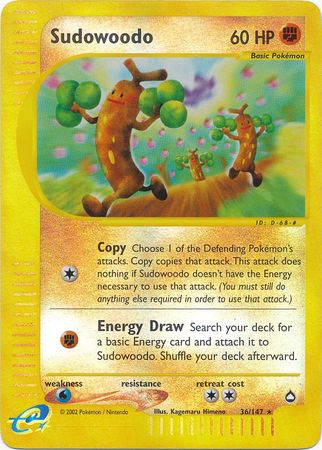 Sudowoodo 60 HP
Basic Pokémon
ID: D-68-#
Copy Choose 1 of the Defending Pokémon's
attacks. Copy copies that attack. This attack does
nothing if Sudowoodo doesn't have the Energy
necessary to use that attack. (You must still do
anything else required in order to use that attack.)
Energy Draw Search your deck for
a basic Energy card and attach it to
Sudowoodo. Shuffle your deck afterward.
weakness resistance retreat cost
© 2002 Pokémon / Nintendo Illus. Kagemaru Himeno 36/147 ★
e